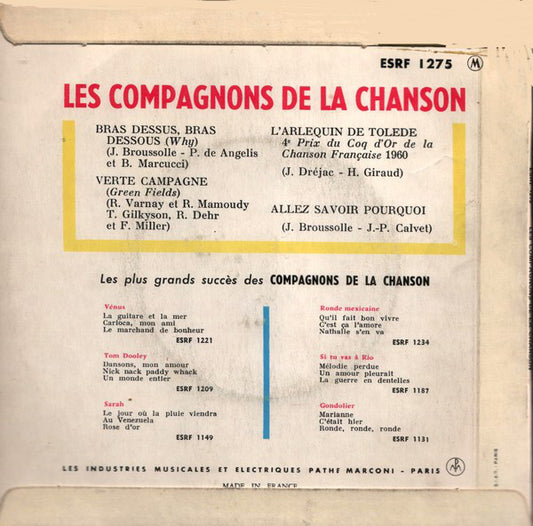 ESRF 1275 M
LES COMPAGNONS DE LA CHANSON
BRAS DESSUS, BRAS
DESSOUS (Why)
(J. Broussolle - P. de Angelis
et B. Marcucci)
VERTE CAMPAGNE
(Green Fields)
(R. Varnay et R. Mamoudy
T. Gilkyson, R. Dehr
et F. Miller)
L'ARLEQUIN DE TOLEDE
4e Prix du Coq d'Or de la
Chanson Française 1960
(J. Dréjac - H. Giraud)
ALLEZ SAVOIR POURQUOI
(J. Broussolle - J.-P. Calvet)
Les plus grands succès des COMPAGNONS DE LA CHANSON
Vénus
La guitare et la mer
Carioca, mon ami
Le marchand de bonheur
ESRF 1221
Tom Dooley
Dansons, mon amour
Nick nack paddy whack
Un monde entier
ESRF 1209
Sarah
Le jour où la pluie viendra
Au Venezuela
Rose d'or
ESRF 1149
Ronde mexicaine
Qu'il fait bon vivre
C'est ça l'amore
Nathalie s'en va
ESRF 1234
Si tu vas à Rio
Mélodie perdue
Un amour pleurait
La guerre en dentelles
ESRF 1187
Gondolier
Marianne
C'était hier
Ronde, ronde, ronde
ESRF 1131
LES INDUSTRIES MUSICALES ET ELECTRIQUES PATHE MARCONI - PARIS
MADE IN FRANCE